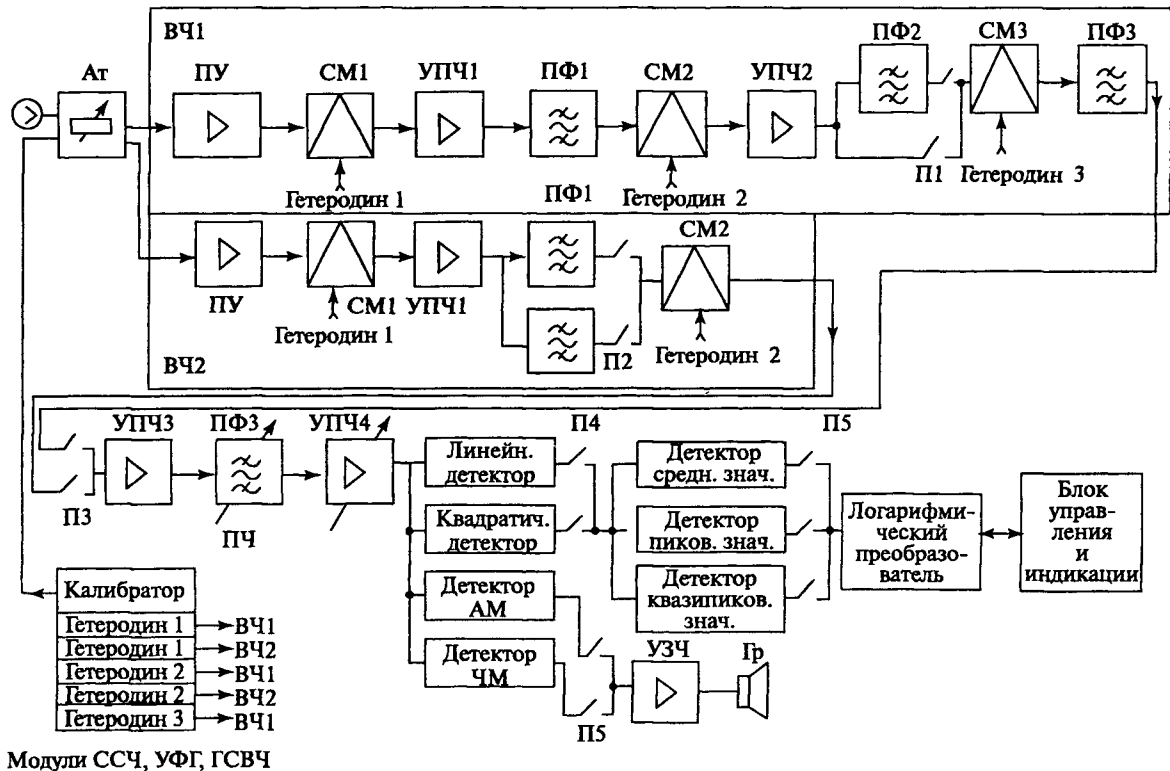 ВЧ1
Ат
ПУ
СМ1
УПЧ1
ПФ1
СМ2
УПЧ2
ПФ2
СМ3
ПФ3
Гетеродин 1
Гетеродин 2
П1
Гетеродин 3
ПФ1
СМ2
ПУ
СМ1
УПЧ1
Гетеродин 1
П2
Гетеродин 2
ВЧ2
УПЧ3
ПФ3
УПЧ4
П4
П5
П3
ПЧ
Линейн.
детектор
Квадратич.
детектор
Детектор
АМ
Детектор
ЧМ
Детектор
средн. знач.
Детектор
пиков. знач.
Детектор
квазипиков.
знач.
Логарифми-
ческий
преобразо-
ватель
Блок
управ-
ления
и
индикации
УЗЧ
Гр
П5
Калибратор
Гетеродин 1 ВЧ1
Гетеродин 1 ВЧ2
Гетеродин 2 ВЧ1
Гетеродин 2 ВЧ2
Гетеродин 3 ВЧ1
Модули ССЧ, УФГ, ГСВЧ